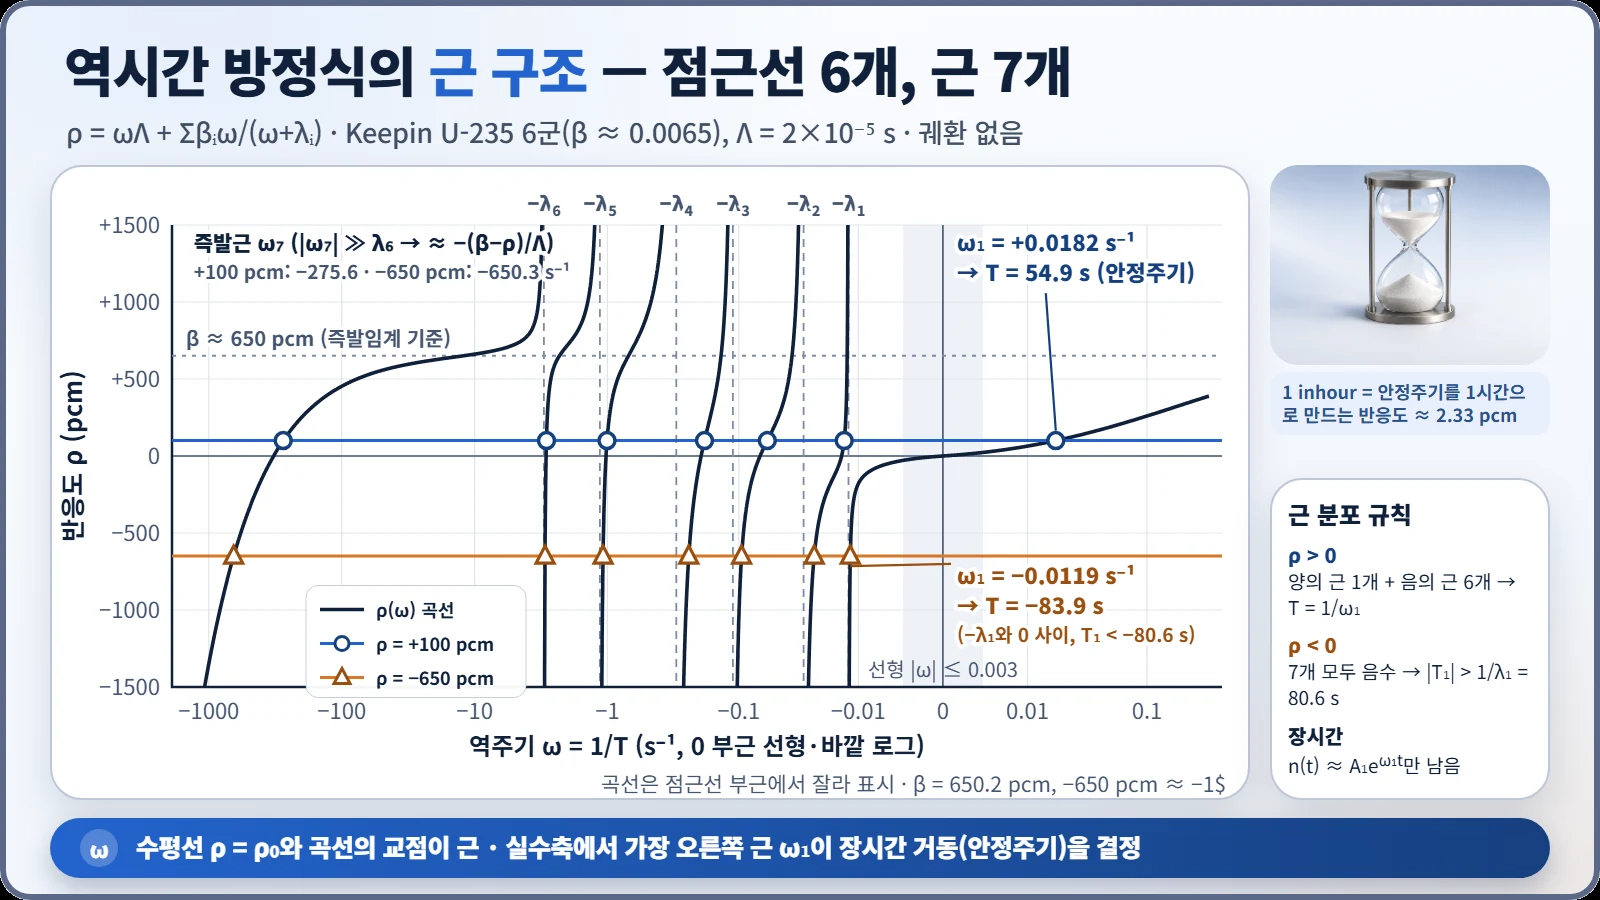 역시간 방정식의 근 구조 — 점근선 6개, 근 7개
ρ = ωΛ + Σβᵢω/(ω+λᵢ) · Keepin U-235 6군(β ≈ 0.0065), Λ = 2×10⁻⁵ s · 궤환 없음
−λ₆ −λ₅ −λ₄ −λ₃ −λ₂ −λ₁
+1500
+1000
+500
0
−500
−1000
−1500
반응도 ρ (pcm)
즉발근 ω₇ (|ω₇| ≫ λ₆ → ≈ −(β−ρ)/Λ)
+100 pcm: −275.6 · −650 pcm: −650.3 s⁻¹
β ≈ 650 pcm (즉발임계 기준)
ω₁ = +0.0182 s⁻¹
→ T = 54.9 s (안정주기)
ω₁ = −0.0119 s⁻¹
→ T = −83.9 s
(−λ₁와 0 사이, T₁ < −80.6 s)
선형 |ω| ≤ 0.003
ρ(ω) 곡선
ρ = +100 pcm
ρ = −650 pcm
−1000 −100 −10 −1 −0.1 −0.01 0 0.01 0.1
역주기 ω = 1/T (s⁻¹, 0 부근 선형·바깥 로그)
곡선은 점근선 부근에서 잘라 표시 · β = 650.2 pcm, −650 pcm ≈ −1$
1 inhour = 안정주기를 1시간으
로 만드는 반응도 ≈ 2.33 pcm
근 분포 규칙
ρ > 0
양의 근 1개 + 음의 근 6개 →
T = 1/ω₁
ρ < 0
7개 모두 음수 → |T₁| > 1/λ₁ =
80.6 s
장시간
n(t) ≈ A₁e^ω₁t만 남음
ω 수평선 ρ = ρ₀와 곡선의 교점이 근 · 실수축에서 가장 오른쪽 근 ω₁이 장시간 거동(안정주기)을 결정